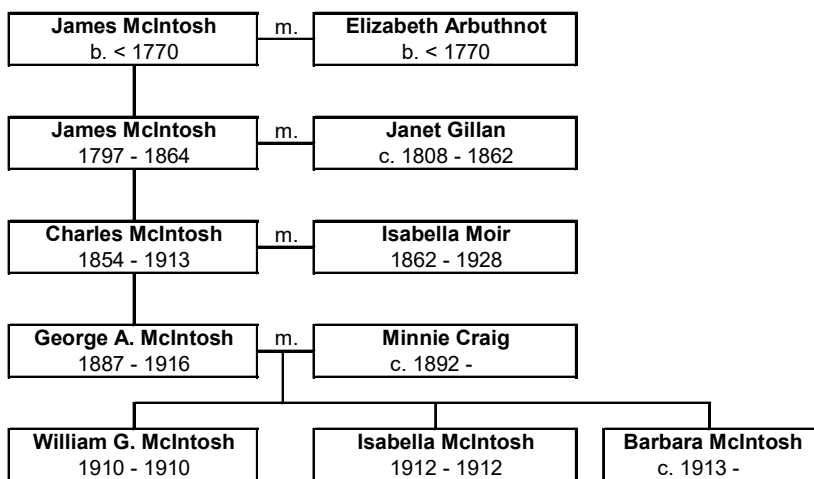 James McIntosh m. Elizabeth Arbuthnot
b. < 1770 b. < 1770
James McIntosh m. Janet Gillan
1797 - 1864 c. 1808 - 1862
Charles McIntosh m. Isabella Moir
1854 - 1913 1862 - 1928
George A. McIntosh m. Minnie Craig
1887 - 1916 c. 1892 -
William G. McIntosh Isabella McIntosh Barbara McIntosh
1910 - 1910 1912 - 1912 c. 1913 -